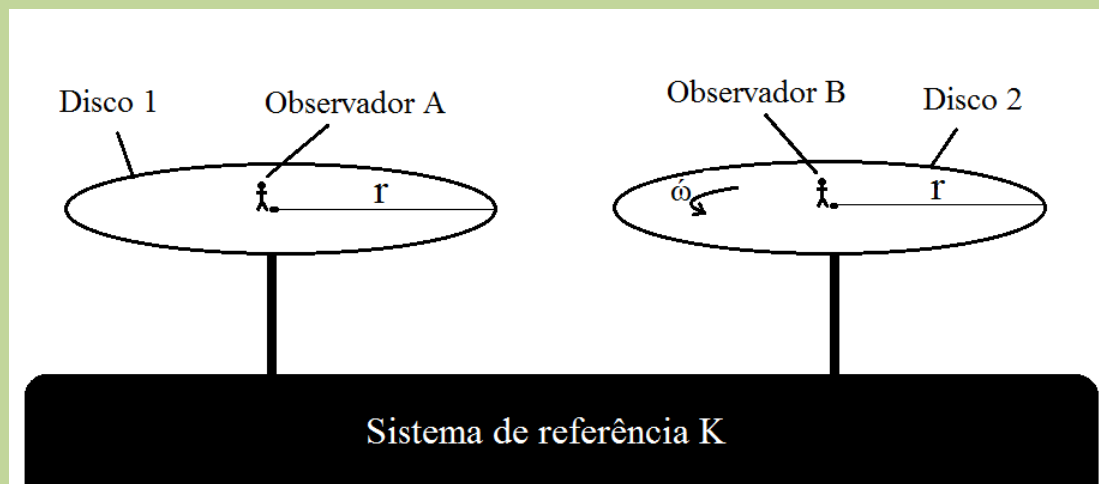 Disco 1
Observador A
r
Observador B
Disco 2
ώ
r
Sistema de referência K